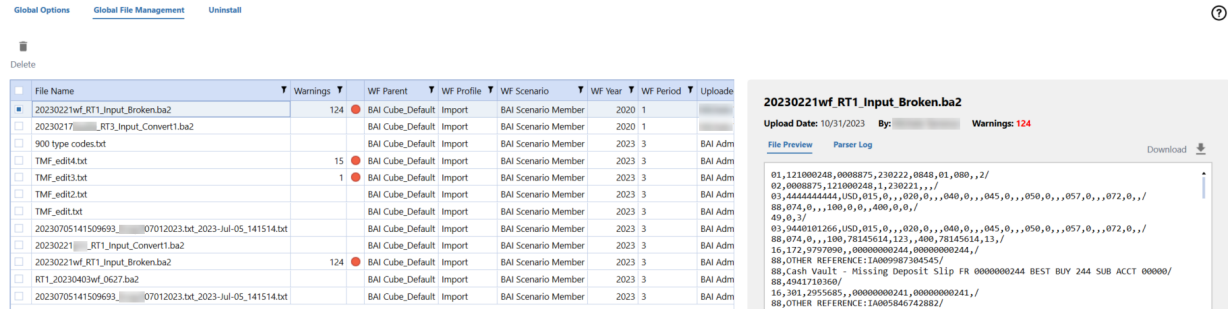 Global Options Global File Management Uninstall
?
Delete
File Name Warnings WF Parent WF Profile WF Scenario WF Year WF Period Uploade
20230221wf_RT1_Input_Broken.ba2 124 BAI Cube_Default Import BAI Scenario Member 2020 1
20230217 _RT3_Input_Convert1.ba2 BAI Cube_Default Import BAI Scenario Member 2020 1
900 type codes.txt BAI Cube_Default Import BAI Scenario Member 2023 3 BAI Adm
TMF_edit4.txt 15 BAI Cube_Default Import BAI Scenario Member 2023 3 BAI Adm
TMF_edit3.txt 1 BAI Cube_Default Import BAI Scenario Member 2023 3 BAI Adm
TMF_edit2.txt BAI Cube_Default Import BAI Scenario Member 2023 3 BAI Adm
TMF_edit.txt BAI Cube_Default Import BAI Scenario Member 2023 3 BAI Adm
20230705141509693_ 07012023.txt_2023-Jul-05_141514.txt BAI Cube_Default Import BAI Scenario Member 2023 3 BAI Adm
20230221 _RT1_Input_Convert1.ba2 BAI Cube_Default Import BAI Scenario Member 2023 3 BAI Adm
20230221wf_RT1_Input_Broken.ba2 124 BAI Cube_Default Import BAI Scenario Member 2023 3 BAI Adm
RT1_20230403wf_0627.ba2 BAI Cube_Default Import BAI Scenario Member 2023 3 BAI Adm
20230705141509693_ 07012023.txt_2023-Jul-05_141514.txt BAI Cube_Default Import BAI Scenario Member 2023 3 BAI Adm
20230221wf_RT1_Input_Broken.ba2
Upload Date: 10/31/2023 By: Warnings: 124
File Preview Parser Log Download
01,121000248,0008875,230222,0848,01,080,,2/
02,0008875,121000248,1,230221,,,/
03,4444444444,USD,015,0,,,020,0,,,040,0,,,045,0,,,050,0,,,057,0,,,072,0,,/
88,074,0,,,100,0,0,,400,0,0,/
49,0,3/
03,9440101266,USD,015,0,,,020,0,,,040,0,,,045,0,,,050,0,,,057,0,,,072,0,,/
88,074,0,,,100,78145614,123,,400,78145614,13,/
16,172,9797090,,00000000244,00000000244,/
88,OTHER REFERENCE:IA009987304545/
88,Cash Vault - Missing Deposit Slip FR 0000000244 BEST BUY 244 SUB ACCT 00000/
88,4941710360/
16,301,2955685,,00000000241,00000000241,/
88,OTHER REFERENCE:IA005846742882/